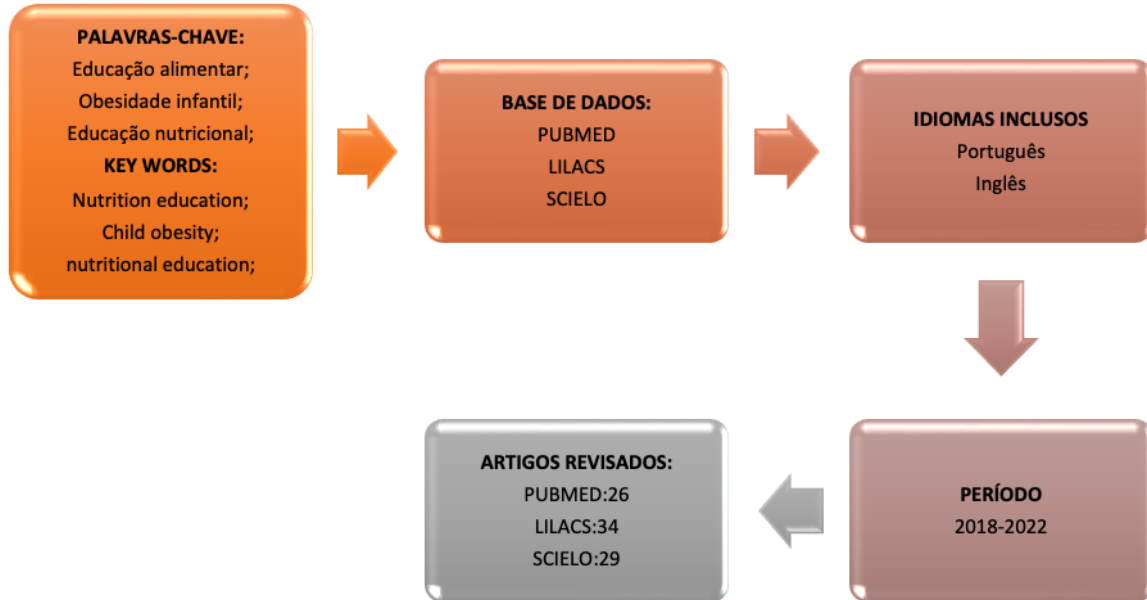 PALAVRAS-CHAVE:
Educação alimentar;
Obesidade infantil;
Educação nutricional;
KEY WORDS:
Nutrition education;
Child obesity;
nutritional education;
BASE DE DADOS:
PUBMED
LILACS
SCIELO
IDIOMAS INCLUSOS
Português
Inglês
PERÍODO
2018-2022
ARTIGOS REVISADOS:
PUBMED:26
LILACS:34
SCIELO:29